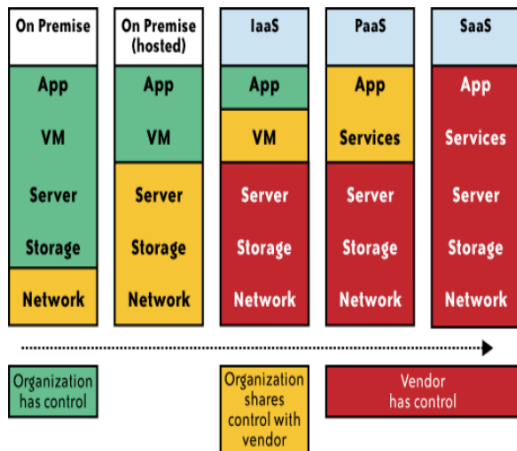 On Premise
App
VM
Server
Storage
Network
On Premise
(hosted)
App
VM
Server
Storage
Network
IaaS
App
VM
Server
Storage
Network
PaaS
App
Services
Server
Storage
Network
SaaS
App
Services
Server
Storage
Network
Organization
has control
Organization
shares
control with
vendor
Vendor
has control